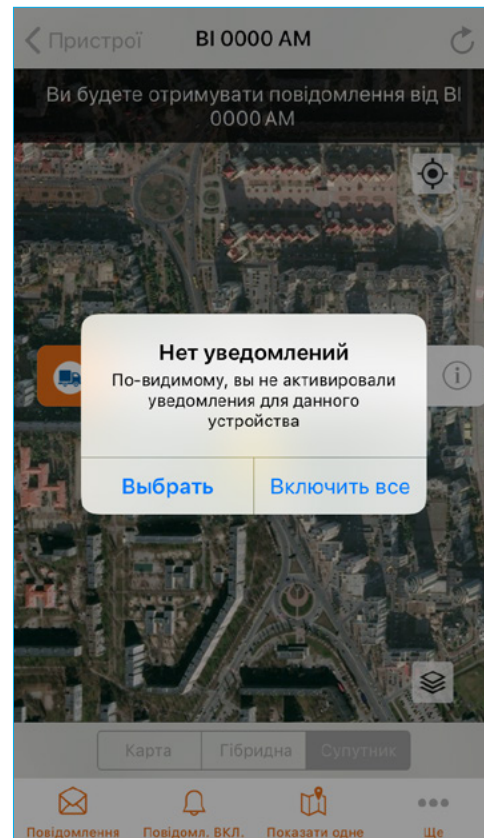 Пристрої
BI 0000 AM
Ви будете отримувати повідомлення від BI
0000 AM
Нет уведомлений
По-видимому, вы не активировали
уведомления для данного
устройства
Выбрать
Включить все
Карта
Гібридна
Супутник
Повідомлення
Повідомл. ВКЛ.
Показати одне
Ще